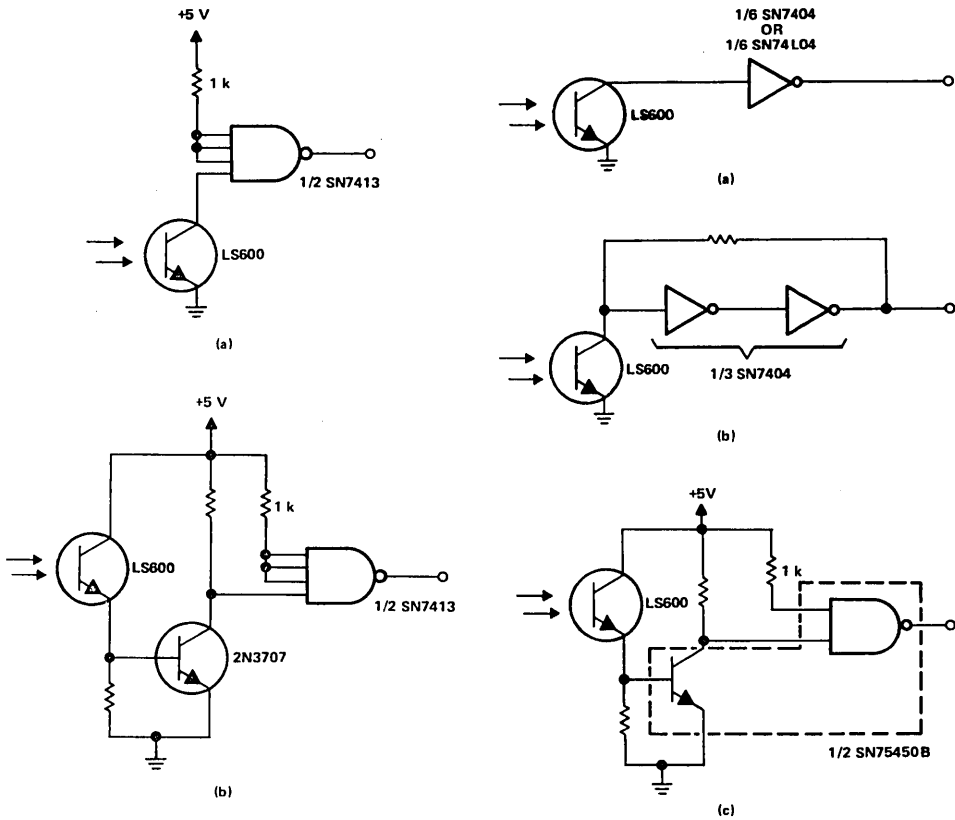 +5 V
1 k
1/2 SN7413
LS600
(a)
+5 V
1 k
LS600
1/2 SN7413
2N3707
(b)
1/6 SN7404
OR
1/6 SN74L04
LS600
(a)
LS600
1/3 SN7404
(b)
+5V
1 k
LS600
1/2 SN75450B
(c)